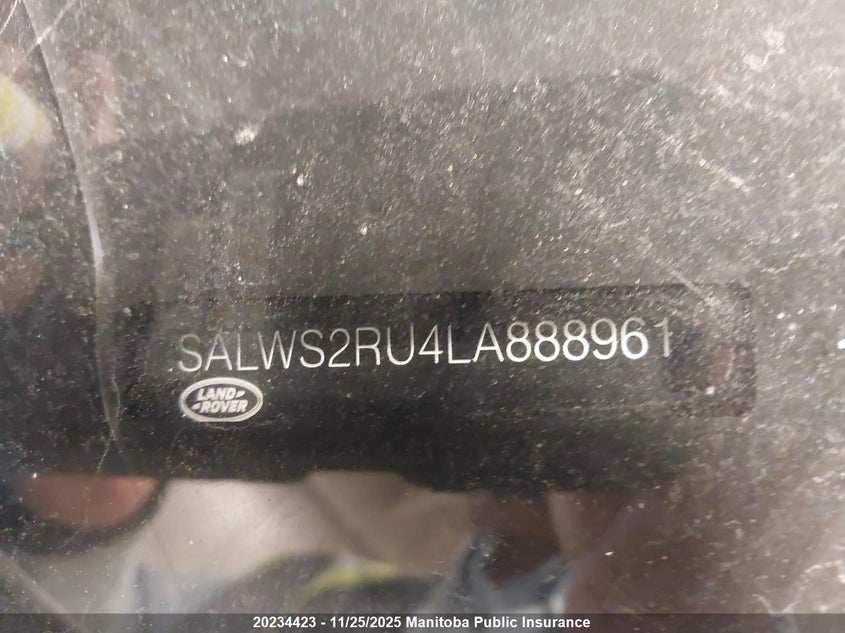 SALWS2RU4LA888961
LAND-
-ROVER
20234423 - 11/25/2025 Manitoba Public Insurance